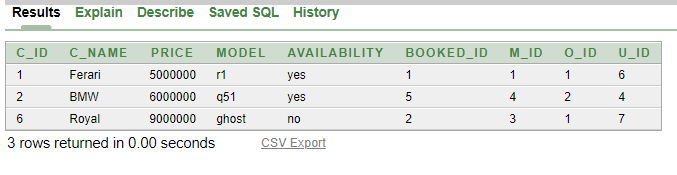 Results Explain Describe Saved SQL History
C_ID C_NAME PRICE MODEL AVAILABILITY BOOKED_ID M_ID O_ID U_ID
1 Ferari 5000000 r1 yes 1 1 1 6
2 BMW 6000000 q51 yes 5 4 2 4
6 Royal 9000000 ghost no 2 3 1 7
3 rows returned in 0.00 seconds CSV Export